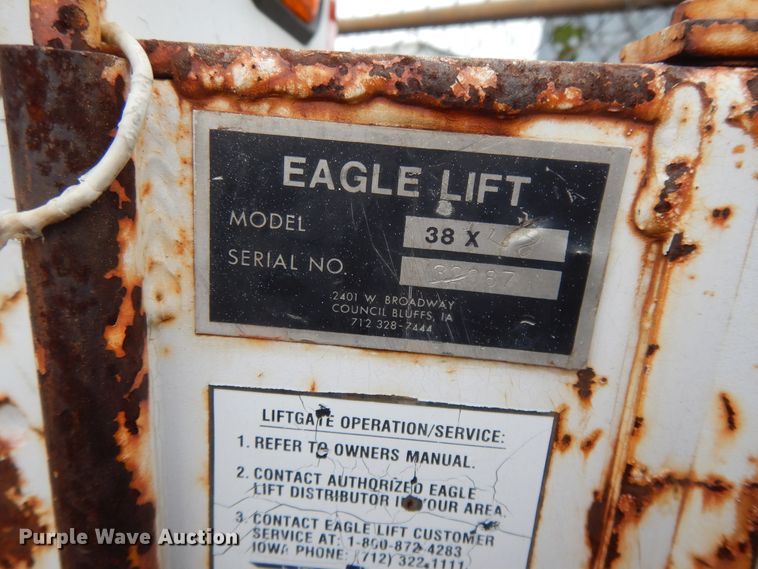 EAGLE LIFT
MODEL 38 X
SERIAL NO.
2401 W. BROADWAY
COUNCIL BLUFFS, IA
712 328-7444
LIFTGATE OPERATION/SERVICE:
1. REFER TO OWNERS MANUAL.
2. CONTACT AUTHORIZED EAGLE
LIFT DISTRIBUTOR IN YOUR AREA.
3. CONTACT EAGLE LIFT CUSTOMER
SERVICE AT: 1-800-872-4283
IOWA PHONE: (712) 322-1111
Purple Wave Auction